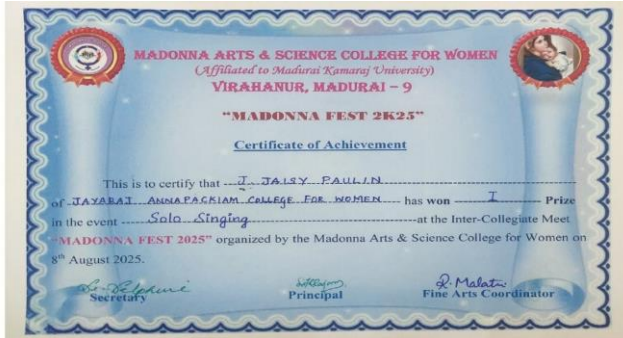 MADONNA ARTS & SCIENCE COLLEGE FOR WOMEN
(Affiliated to Madurai Kamaraj University)
VIRAHANUR, MADURAI – 9
“MADONNA FEST 2K25”
Certificate of Achievement
This is to certify that J. JAISY PAULIN
of JAYARAJ ANNAPACKIAM COLLEGE FOR WOMEN has won I Prize
in the event Solo Singing at the Inter-Collegiate Meet
“MADONNA FEST 2025” organized by the Madonna Arts & Science College for Women on
8th August 2025.
R. Malathi
Secretary Principal Fine Arts Coordinator